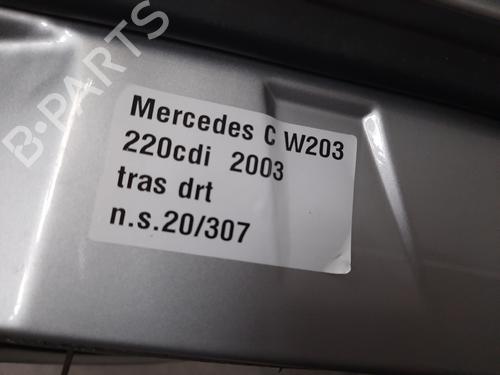 Mercedes C W203
220cdi 2003
tras drt
n.s.20/307
B-PARTS